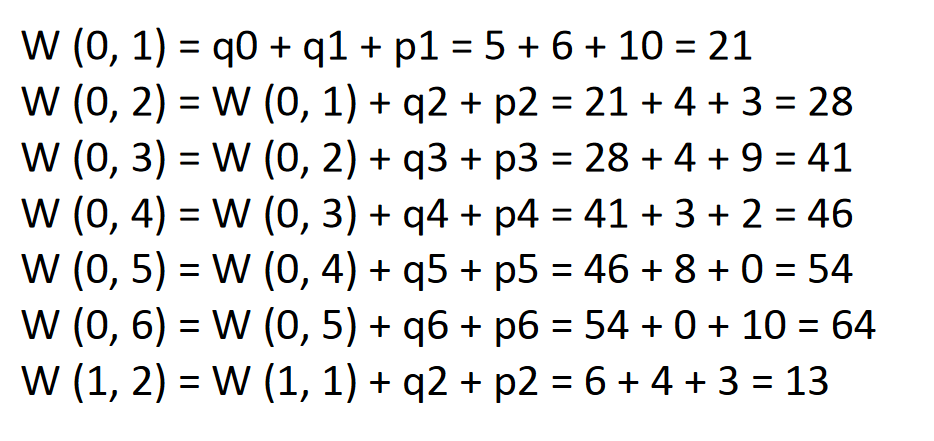 W (0, 1) = q0 + q1 + p1 = 5 + 6 + 10 = 21
W (0, 2) = W (0, 1) + q2 + p2 = 21 + 4 + 3 = 28
W (0, 3) = W (0, 2) + q3 + p3 = 28 + 4 + 9 = 41
W (0, 4) = W (0, 3) + q4 + p4 = 41 + 3 + 2 = 46
W (0, 5) = W (0, 4) + q5 + p5 = 46 + 8 + 0 = 54
W (0, 6) = W (0, 5) + q6 + p6 = 54 + 0 + 10 = 64
W (1, 2) = W (1, 1) + q2 + p2 = 6 + 4 + 3 = 13